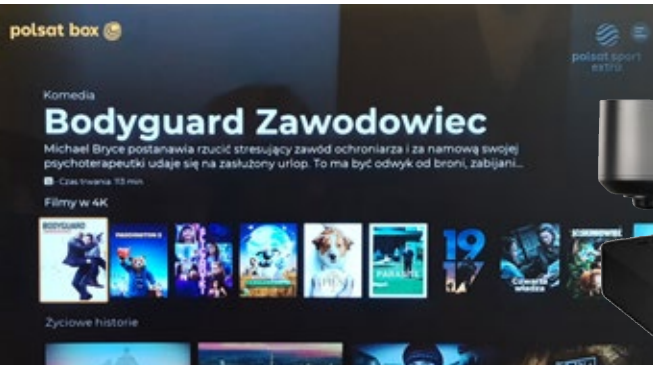 polsat box
polsat sport
extra
Komedia
Bodyguard Zawodowiec
Michael Bryce postanawia rzucić stresujący zawód ochroniarza i za namową swojej
psychoterapeutki udaje się na zasłużony urlop. To ma być odwyk od broni, zabijani...
Czas trwania: 113 min
Filmy w 4K
BODYGUARD
PADDINGTON 2
PARASITE
19
17
Czwarta
władza
Życiowe historie